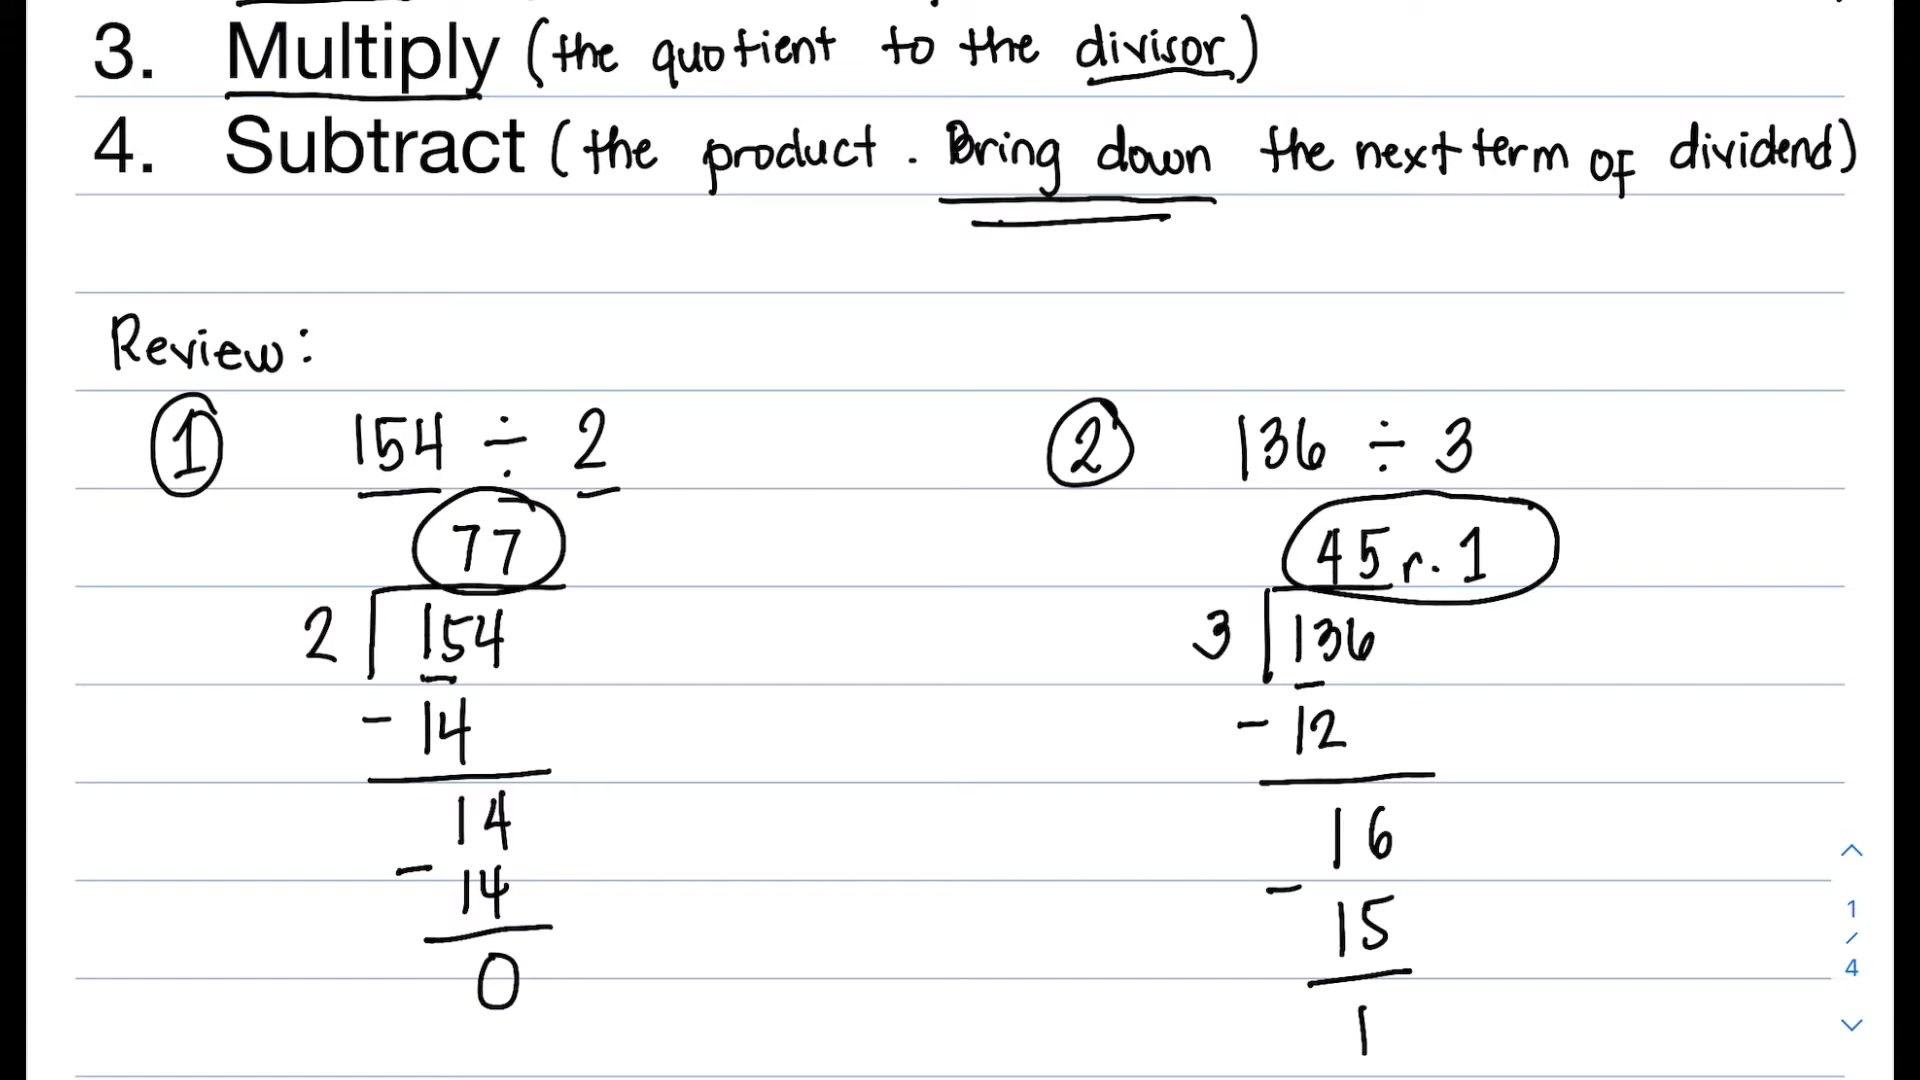 3. Multiply (the quotient to the divisor)
4. Subtract (the product. Bring down the next term of dividend)
Review:
1 154 ÷ 2
77
2 154
- 14
14
- 14
0
2 136 ÷ 3
45 r. 1
3 136
- 12
16
- 15
1
1
/
4